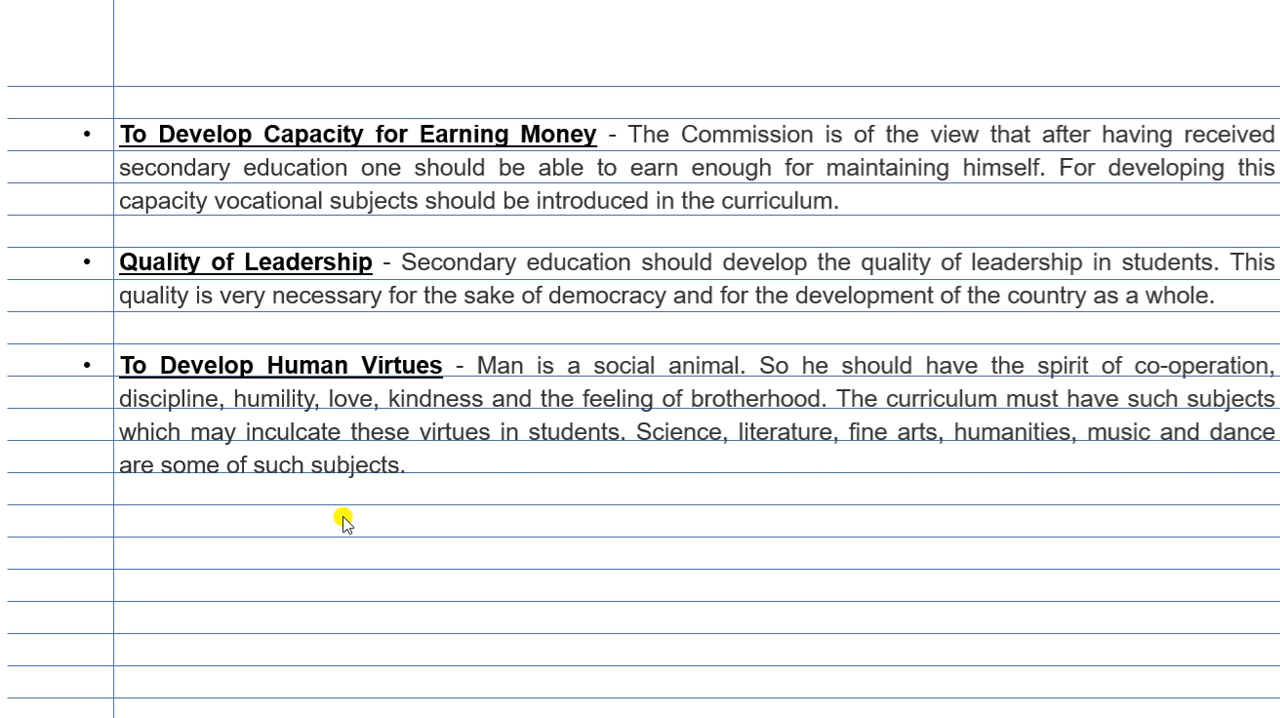 • To Develop Capacity for Earning Money - The Commission is of the view that after having received
secondary education one should be able to earn enough for maintaining himself. For developing this
capacity vocational subjects should be introduced in the curriculum.
• Quality of Leadership - Secondary education should develop the quality of leadership in students. This
quality is very necessary for the sake of democracy and for the development of the country as a whole.
• To Develop Human Virtues - Man is a social animal. So he should have the spirit of co-operation,
discipline, humility, love, kindness and the feeling of brotherhood. The curriculum must have such subjects
which may inculcate these virtues in students. Science, literature, fine arts, humanities, music and dance
are some of such subjects.